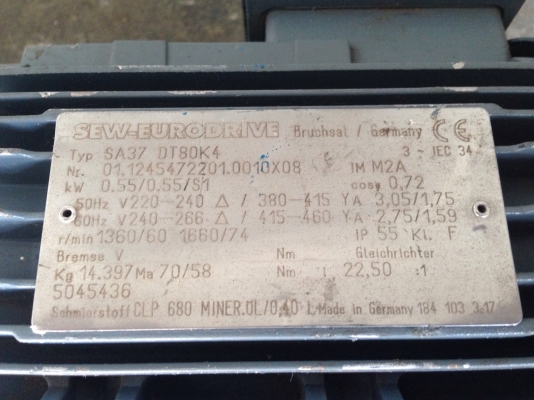 SEW-EURODRIVE Bruchsal / Germany CE
Typ SA37 DT80K4 3 ~ IEC 34
Nr. 01.1245472201.0010X08 IM M2A
kW 0.55/0.55/S1 cosφ 0,72
50Hz V220-240 Δ / 380-415 Y A 3,05/1,75
60Hz V240-266 Δ / 415-460 Y A 2,75/1,59
r/min 1360/60 1660/74 IP 55 Kl. F
Bremse V Nm Gleichrichter
Kg 14.397 Ma 70/58 Nm i 22,50 :1
5045436
Schmierstoff CLP 680 MINER.ÖL/0,40 L Made in Germany 184 103 3.17